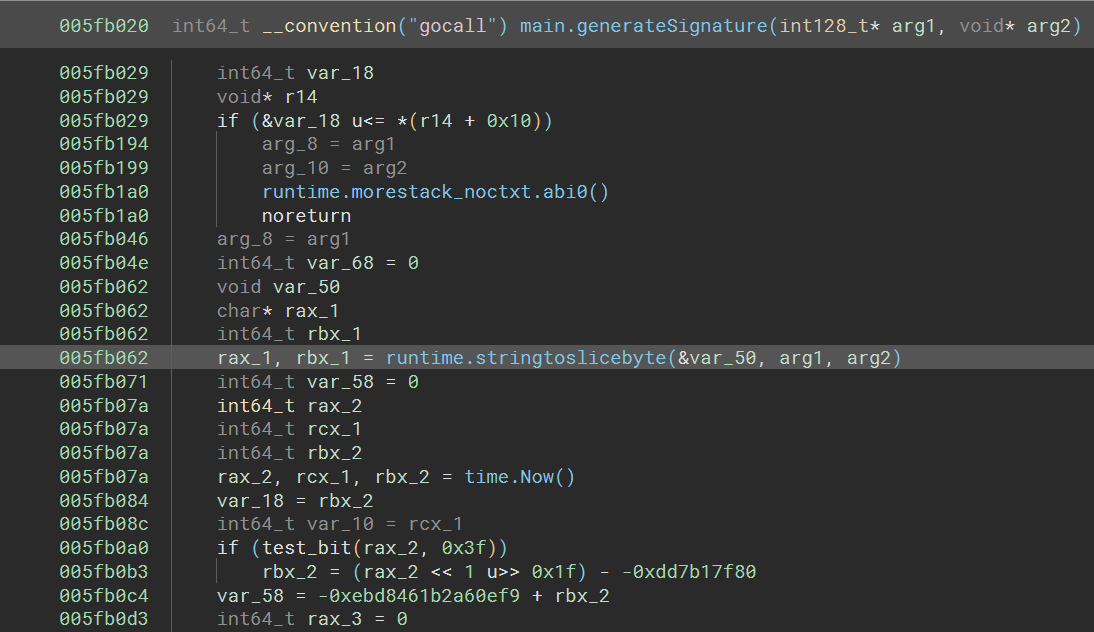 005fb020 int64_t __convention("gocall") main.generateSignature(int128_t* arg1, void* arg2)
005fb029 int64_t var_18
005fb029 void* r14
005fb029 if (&var_18 u<= *(r14 + 0x10))
005fb194 arg_8 = arg1
005fb199 arg_10 = arg2
005fb1a0 runtime.morestack_noctxt.abi0()
005fb1a0 noreturn
005fb046 arg_8 = arg1
005fb04e int64_t var_68 = 0
005fb062 void var_50
005fb062 char* rax_1
005fb062 int64_t rbx_1
005fb062 rax_1, rbx_1 = runtime.stringtoslicebyte(&var_50, arg1, arg2)
005fb071 int64_t var_58 = 0
005fb07a int64_t rax_2
005fb07a int64_t rcx_1
005fb07a int64_t rbx_2
005fb07a rax_2, rcx_1, rbx_2 = time.Now()
005fb084 var_18 = rbx_2
005fb08c int64_t var_10 = rcx_1
005fb0a0 if (test_bit(rax_2, 0x3f))
005fb0b3 rbx_2 = (rax_2 << 1 u>> 0x1f) - -0xdd7b17f80
005fb0c4 var_58 = -0xebd8461b2a60ef9 + rbx_2
005fb0d3 int64_t rax_3 = 0